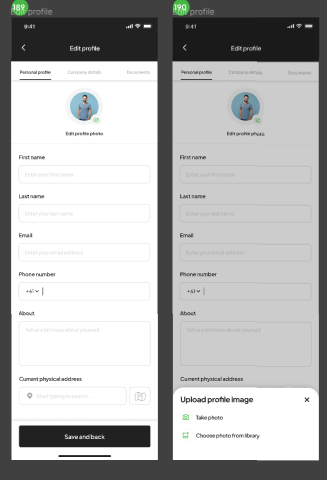 189
Edit profile
9:41
Edit profile
Personal profile
Company details
Documents
Edit profile photo
First name
Enter your first name
Last name
Enter your last name
Email
Enter your email address
Phone number
+61
About
Tell us a bit more about yourself
Current physical address
Start typing to search...
Save and back
190
Edit profile
9:41
Edit profile
Personal profile
Company details
Documents
Edit profile photo
First name
Enter your first name
Last name
Enter your last name
Email
Enter your email address
Phone number
+61
About
Tell us a bit more about yourself
Current physical address
Upload profile image
Take photo
Choose photo from library